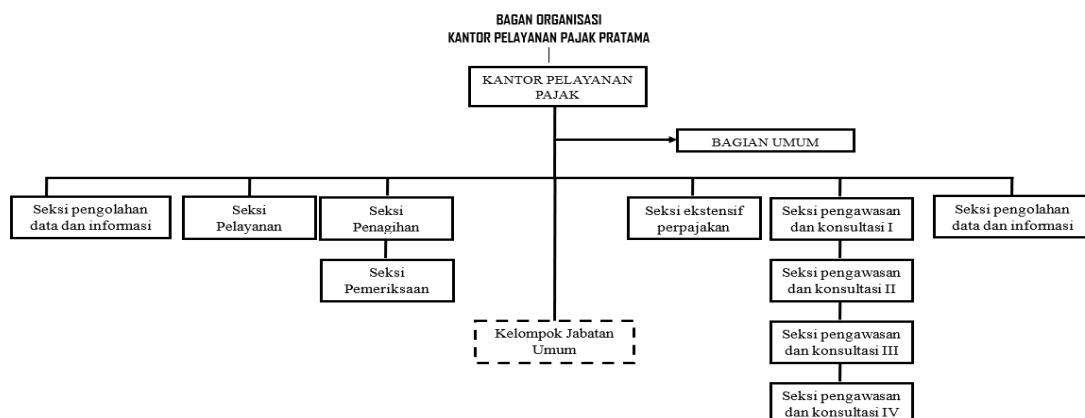 BAGAN ORGANISASI
KANTOR PELAYANAN PAJAK PRATAMA
KANTOR PELAYANAN
PAJAK
BAGIAN UMUM
Seksi pengolahan
data dan informasi
Seksi
Pelayanan
Seksi
Penagihan
Seksi
Pemeriksaan
Seksi ekstensif
perpajakan
Seksi pengawasan
dan konsultasi I
Seksi pengawasan
dan konsultasi II
Seksi pengawasan
dan konsultasi III
Seksi pengawasan
dan konsultasi IV
Seksi pengolahan
data dan informasi
Kelompok Jabatan
Umum